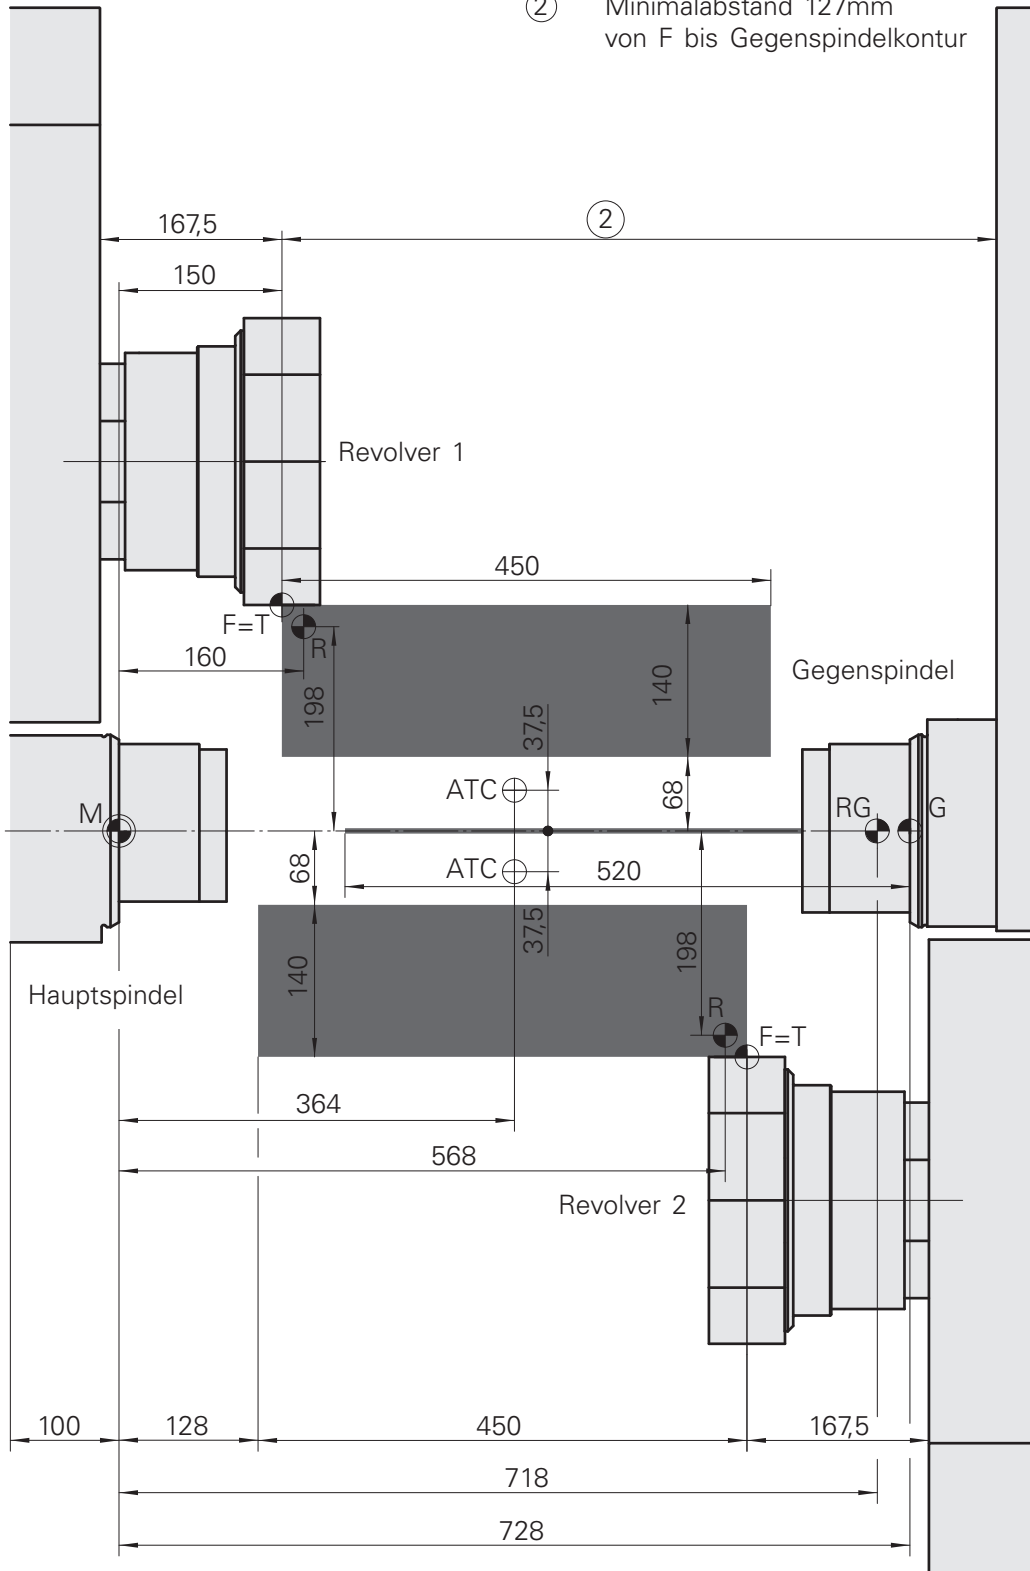 2 Minimalabstand 127mm
von F bis Gegenspindelkontur
167,5
2
150
Revolver 1
450
F=T
R
160
198
140
Gegenspindel
37,5
ATC
68
M
RG
G
68
ATC
520
37,5
198
140
Hauptspindel
R
F=T
364
568
Revolver 2
100
128
450
167,5
718
728